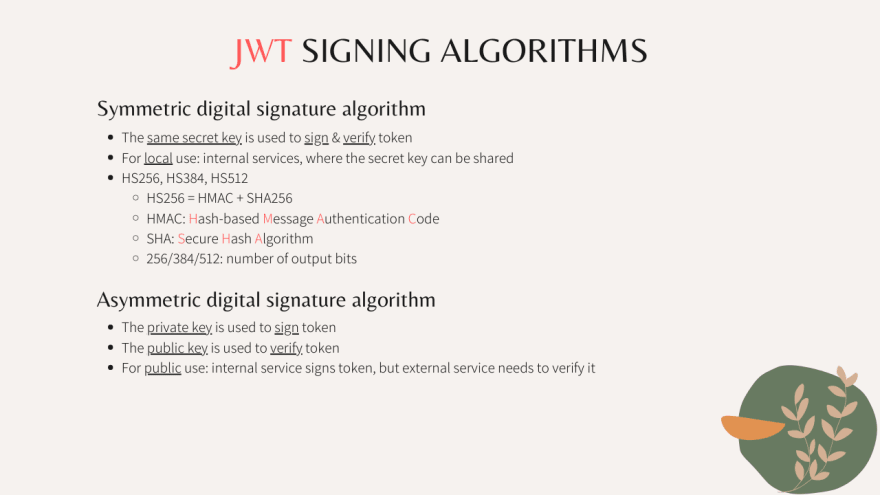 JWT SIGNING ALGORITHMS
Symmetric digital signature algorithm
The same secret key is used to sign & verify token
For local use: internal services, where the secret key can be shared
HS256, HS384, HS512
HS256 = HMAC + SHA256
HMAC: Hash-based Message Authentication Code
SHA: Secure Hash Algorithm
256/384/512: number of output bits
Asymmetric digital signature algorithm
The private key is used to sign token
The public key is used to verify token
For public use: internal service signs token, but external service needs to verify it